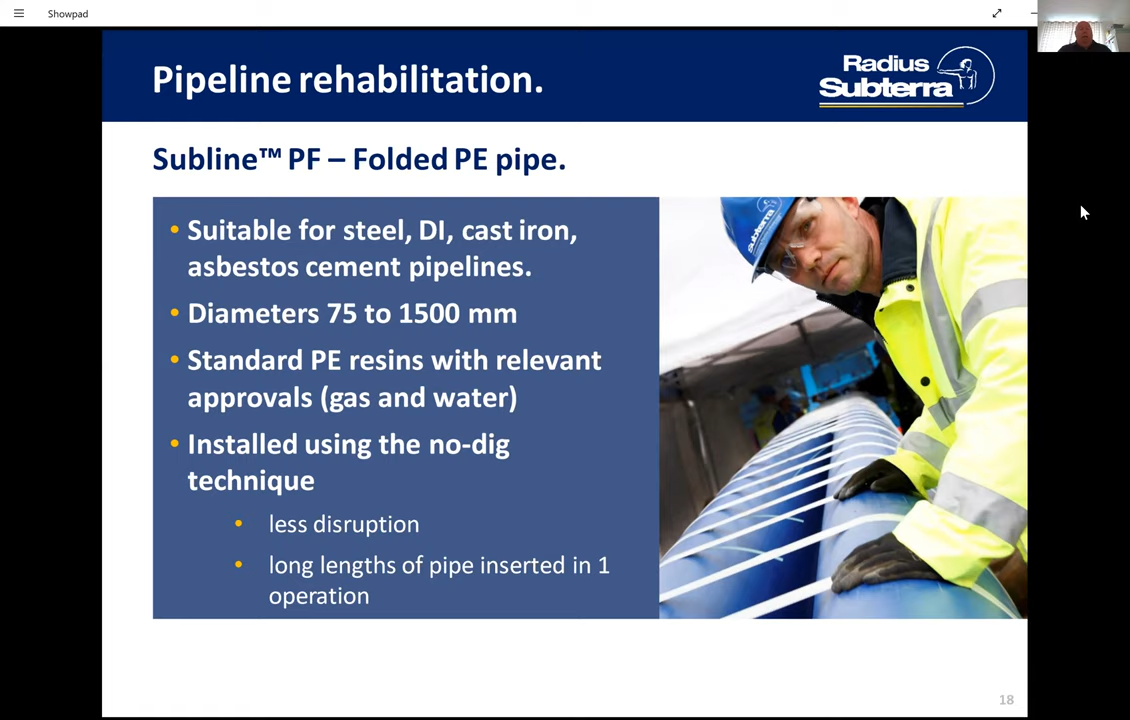 Showpad
Pipeline rehabilitation.
Radius
Subterra
Subline™ PF – Folded PE pipe.
• Suitable for steel, DI, cast iron,
asbestos cement pipelines.
• Diameters 75 to 1500 mm
• Standard PE resins with relevant
approvals (gas and water)
• Installed using the no-dig
technique
• less disruption
• long lengths of pipe inserted in 1
operation
Subterra
18